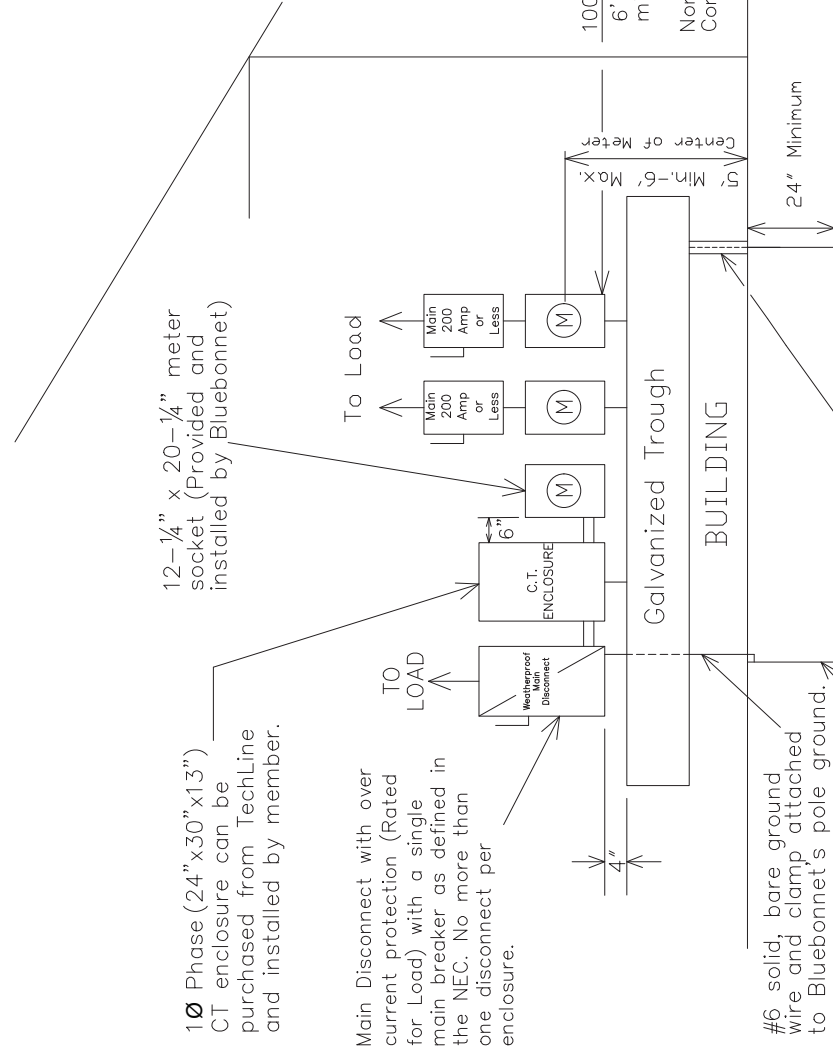 1Ø Phase (24"x30"x13")
CT enclosure can be
purchased from TechLine
and installed by member.
12-1/4" x 20-1/4" meter
socket (Provided and
installed by Bluebonnet)
Main Disconnect with over
current protection (Rated
for Load) with a single
main breaker as defined in
the NEC. No more than
one disconnect per
enclosure.
TO
LOAD
To Load
Weatherproof
Main
Disconnect
C.T.
ENCLOSURE
6"
M
M
M
Main
200
Amp
or
Less
Main
200
Amp
or
Less
4"
Galvanized Trough
BUILDING
5' Min.-6' Max.
Center of Meter
24" Minimum
#6 solid, bare ground
wire and clamp attached
to Bluebonnet's pole ground.
100
6'
m
Nor
Cor